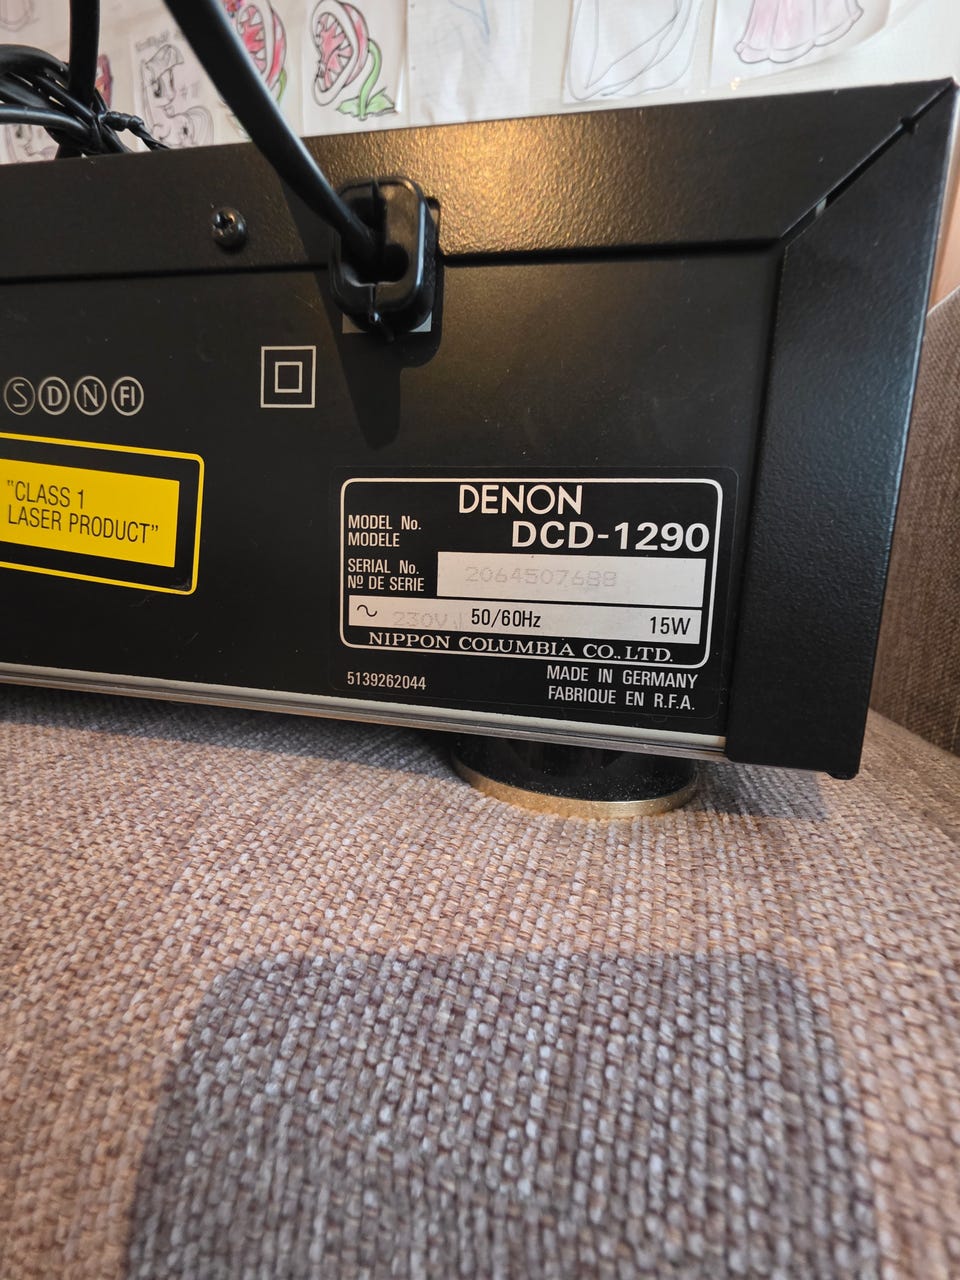 S D N FI
"CLASS 1
LASER PRODUCT"
DENON
MODEL No.
MODELE
DCD-1290
SERIAL No.
Nº DE SERIE
2064507688
~ 230V 50/60Hz 15W
NIPPON COLUMBIA CO.,LTD.
5139262044
MADE IN GERMANY
FABRIQUE EN R.F.A.